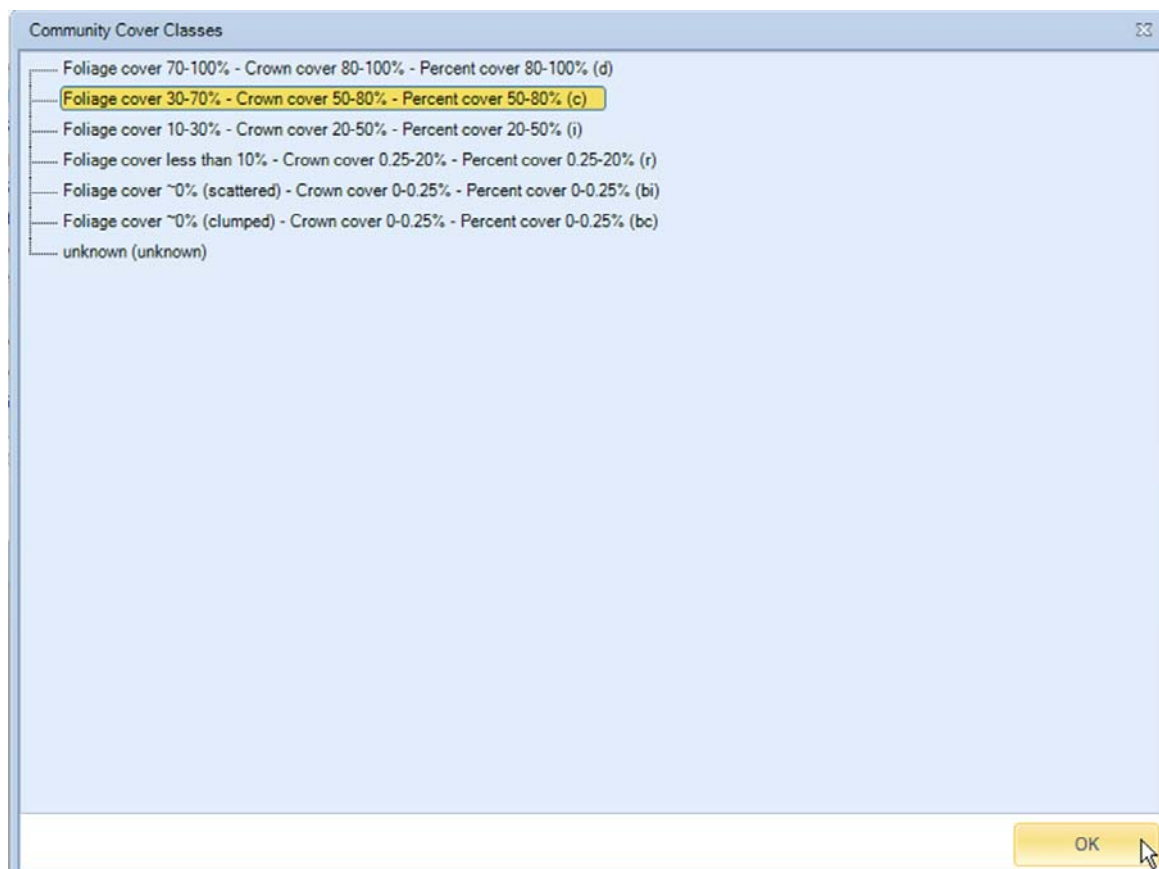 Community Cover Classes
Foliage cover 70-100% - Crown cover 80-100% - Percent cover 80-100% (d)
Foliage cover 30-70% - Crown cover 50-80% - Percent cover 50-80% (c)
Foliage cover 10-30% - Crown cover 20-50% - Percent cover 20-50% (i)
Foliage cover less than 10% - Crown cover 0.25-20% - Percent cover 0.25-20% (r)
Foliage cover ~0% (scattered) - Crown cover 0-0.25% - Percent cover 0-0.25% (bi)
Foliage cover ~0% (clumped) - Crown cover 0-0.25% - Percent cover 0-0.25% (bc)
unknown (unknown)
OK